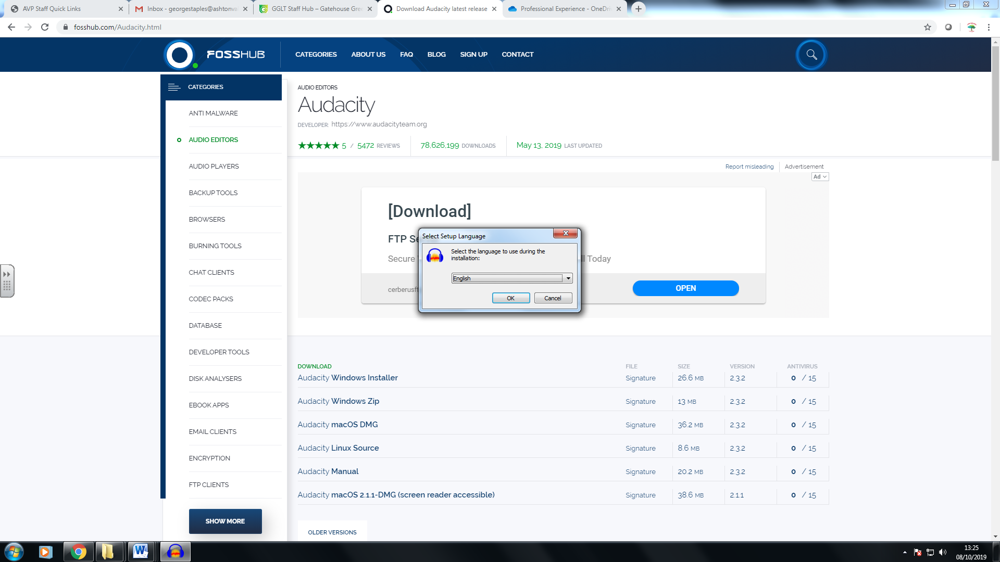 AVP Staff Quick Links
Inbox - georgestaples@ashtonva
GGLT Staff Hub – Gatehouse Gre
Download Audacity latest release
Professional Experience - OneDri
fosshub.com/Audacity.html
FOSSHUB
CATEGORIES ABOUT US FAQ BLOG SIGN UP CONTACT
CATEGORIES
ANTI MALWARE
AUDIO EDITORS
AUDIO PLAYERS
BACKUP TOOLS
BROWSERS
BURNING TOOLS
CHAT CLIENTS
CODEC PACKS
DATABASE
DEVELOPER TOOLS
DISK ANALYSERS
EBOOK APPS
EMAIL CLIENTS
ENCRYPTION
FTP CLIENTS
SHOW MORE
AUDIO EDITORS
Audacity
DEVELOPER: https://www.audacityteam.org
5 / 5472 REVIEWS 78,626,199 DOWNLOADS May 13, 2019 LAST UPDATED
Report misleading Advertisement
Ad
[Download]
FTP Se
Secure ll Today
cerberusft
OPEN
Select Setup Language
Select the language to use during the
installation:
English
OK Cancel
DOWNLOAD FILE SIZE VERSION ANTIVIRUS
Audacity Windows Installer Signature 26.6 MB 2.3.2 0 / 15
Audacity Windows Zip Signature 13 MB 2.3.2 0 / 15
Audacity macOS DMG Signature 36.2 MB 2.3.2 0 / 15
Audacity Linux Source Signature 8.6 MB 2.3.2 0 / 15
Audacity Manual Signature 20.2 MB 2.3.2 0 / 15
Audacity macOS 2.1.1-DMG (screen reader accessible) Signature 38.6 MB 2.1.1 0 / 15
OLDER VERSIONS
13:25
08/10/2019